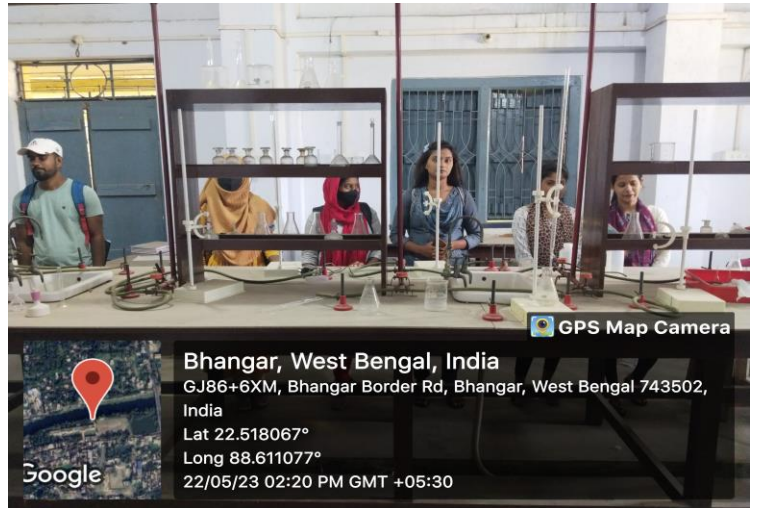 GPS Map Camera
Bhangar, West Bengal, India
GJ86+6XM, Bhangar Border Rd, Bhangar, West Bengal 743502,
India
Lat 22.518067°
Long 88.611077°
22/05/23 02:20 PM GMT +05:30
Google